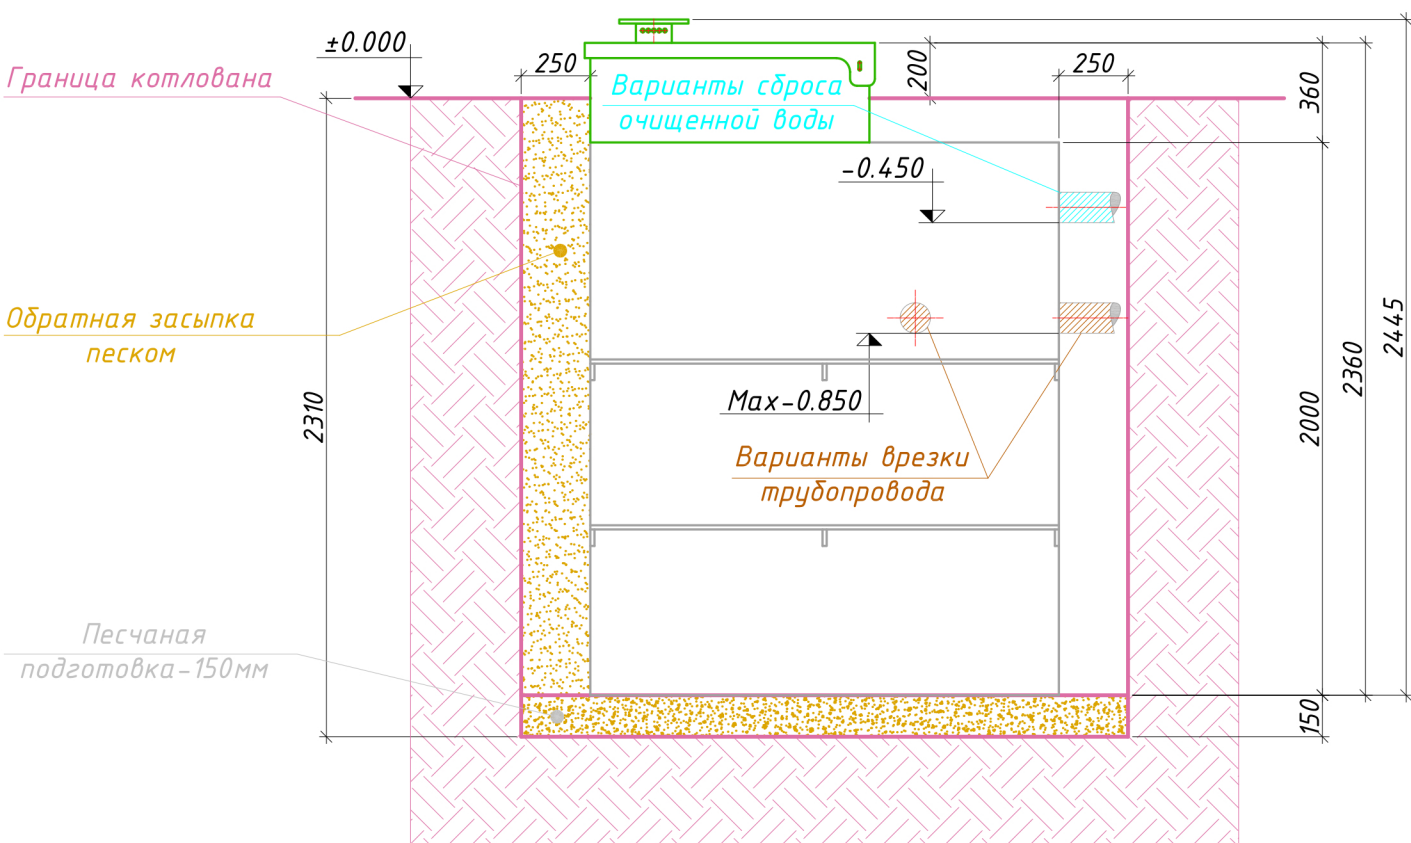 ±0.000
Граница котлована
250
Варианты сброса
очищенной воды
200
250
360
-0.450
2445
2360
Обратная засыпка
песком
2310
Max-0.850
2000
Варианты врезки
трубопровода
Песчаная
подготовка-150мм
150